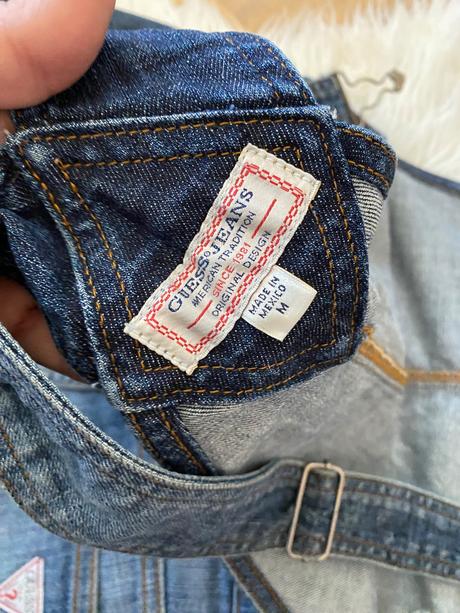 GUESS® JEANS
AMERICAN TRADITION
SINCE 1981
ORIGINAL DESIGN
MADE IN
MEXICO
M
?